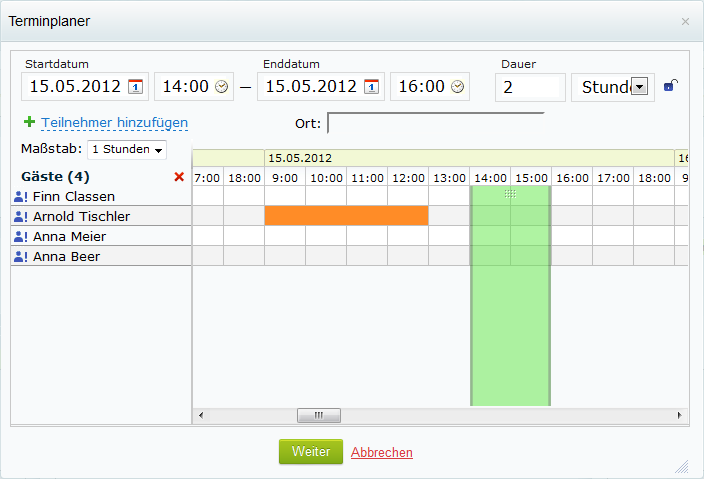 Terminplaner
Startdatum Enddatum Dauer
15.05.2012 14:00 – 15.05.2012 16:00 2 Stunde
Teilnehmer hinzufügen Ort:
Maßstab: 1 Stunden
15.05.2012 16
Gäste (4) 7:00 18:00 9:00 10:00 11:00 12:00 13:00 14:00 15:00 16:00 17:00 18:00 9
Finn Classen
Arnold Tischler
Anna Meier
Anna Beer
Weiter Abbrechen